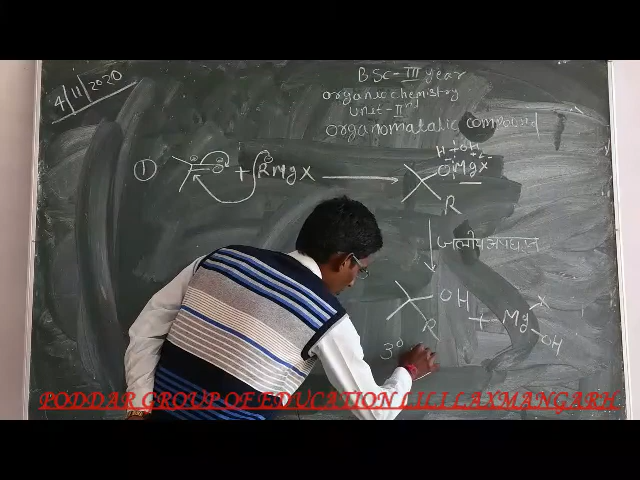 4/11/2020
BSC-III year
organic chemistry
unit-IInd
organomatalic compound
① =O + RMgX → OMgX
H OH
R
जलीय अपघटन
OH + Mg X
R OH
3°
PODDAR GROUP OF EDUCATION LILI LAXMANGARH